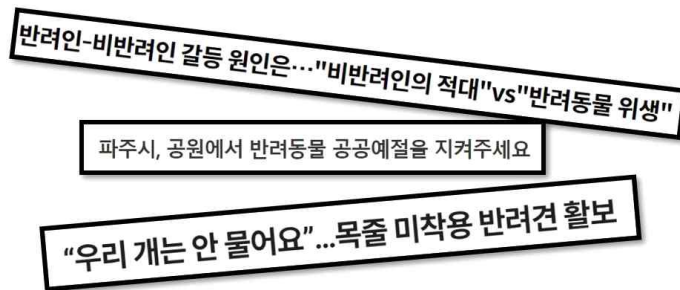 반려인-비반려인 갈등 원인은…"비반려인의 적대"vs"반려동물 위생"
파주시, 공원에서 반려동물 공공예절을 지켜주세요
“우리 개는 안 물어요”...목줄 미착용 반려견 활보